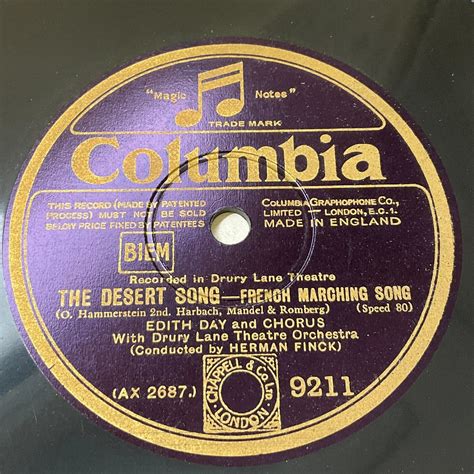 "Magic Notes"
TRADE MARK
Columbia
THIS RECORD (MADE BY PATENTED
PROCESS) MUST NOT BE SOLD
BELOW PRICE FIXED BY PATENTEES
COLUMBIA GRAPHOPHONE CO.,
LIMITED — LONDON, E.C.1.
MADE IN ENGLAND
BIEM
Recorded in Drury Lane Theatre
THE DESERT SONG—FRENCH MARCHING SONG
(O. Hammerstein 2nd. Harbach, Mandel & Romberg) (Speed 80)
EDITH DAY and CHORUS
With Drury Lane Theatre Orchestra
(Conducted by HERMAN FINCK)
(AX 2687.)
CHAPPELL & Co Ltd
LONDON
9211